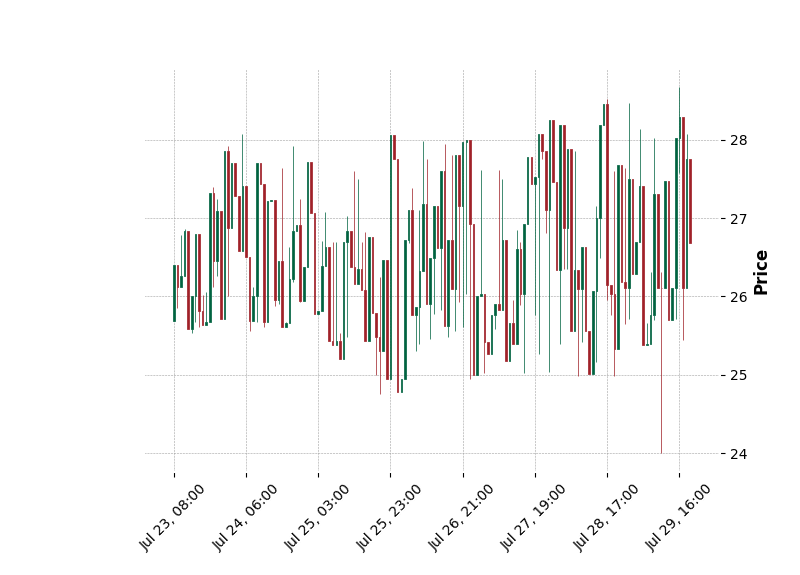 28
27
26
25
24
Price
Jul 23, 08:00
Jul 24, 06:00
Jul 25, 03:00
Jul 25, 23:00
Jul 26, 21:00
Jul 27, 19:00
Jul 28, 17:00
Jul 29, 16:00